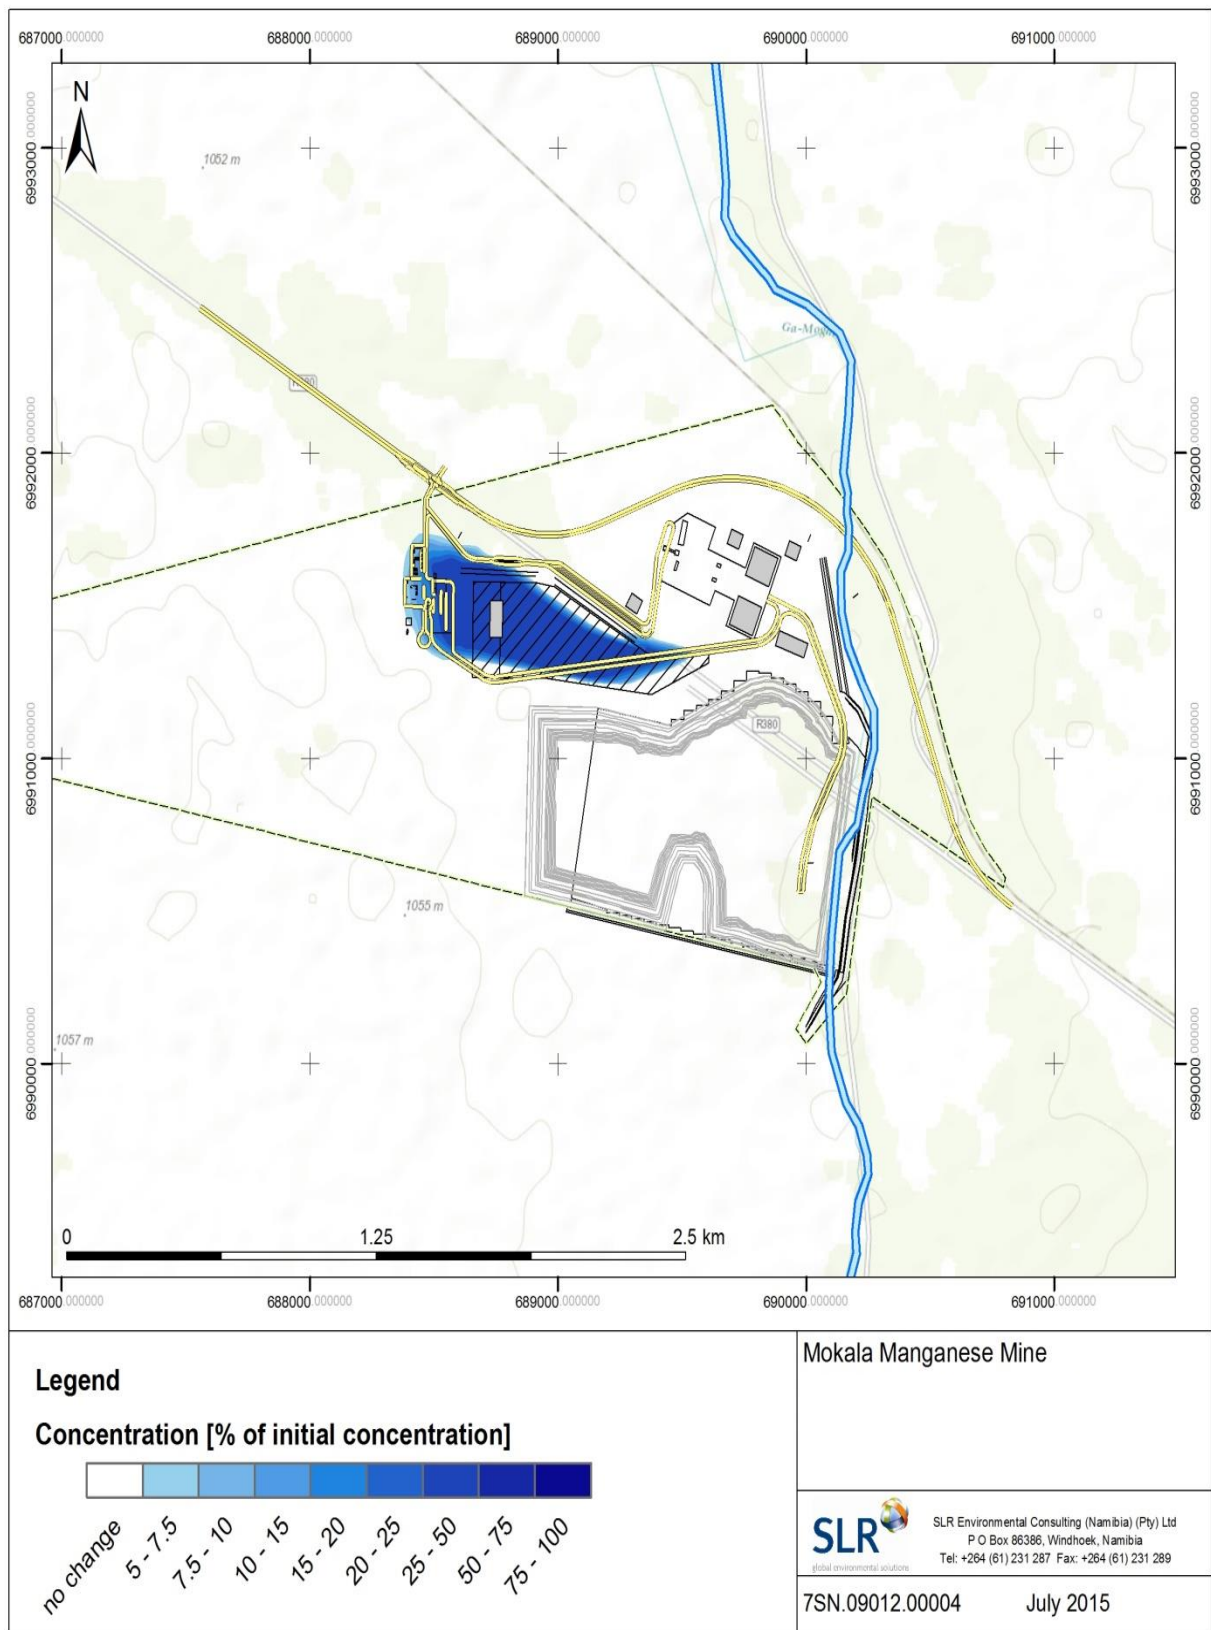 687000.000000 688000.000000 689000.000000 690000.000000 691000.000000
N
6993000.000000
6993000.000000
1052 m
6992000.000000
6992000.000000
R380
6991000.000000
6991000.000000
1055 m
1057 m
6990000.000000
6990000.000000
0 1.25 2.5 km
687000.000000 688000.000000 689000.000000 690000.000000 691000.000000
Legend
Concentration [% of initial concentration]
no change
5 - 7.5
7.5 - 10
10 - 15
15 - 20
20 - 25
25 - 50
50 - 75
75 - 100
Mokala Manganese Mine
SLR
global environmental solutions
SLR Environmental Consulting (Namibia) (Pty) Ltd
P O Box 86386, Windhoek, Namibia
Tel: +264 (61) 231 287 Fax: +264 (61) 231 289
7SN.09012.00004 July 2015